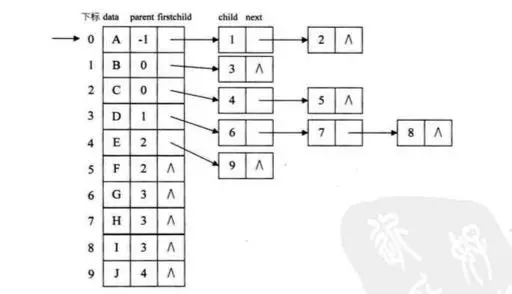 下标 data parent firstchild child next
0 A -1 1 2 ∧
1 B 0 3 ∧
2 C 0 4 5 ∧
3 D 1 6 7 8 ∧
4 E 2 9 ∧
5 F 2 ∧
6 G 3 ∧
7 H 3 ∧
8 I 3 ∧
9 J 4 ∧